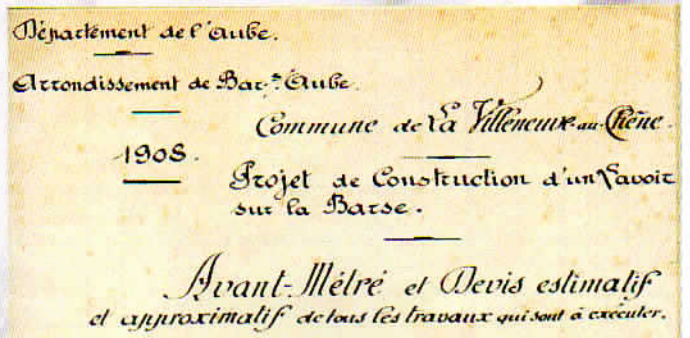 Département de l'Aube.
Arrondissement de Bar-s-Aube.
Commune de La Villeneuve-au-Chêne.
1908.
Projet de Construction d'un Lavoir
sur la Barse.
Avant-Métré et Devis estimatif
et approximatif de tous les travaux qui sont à exécuter.